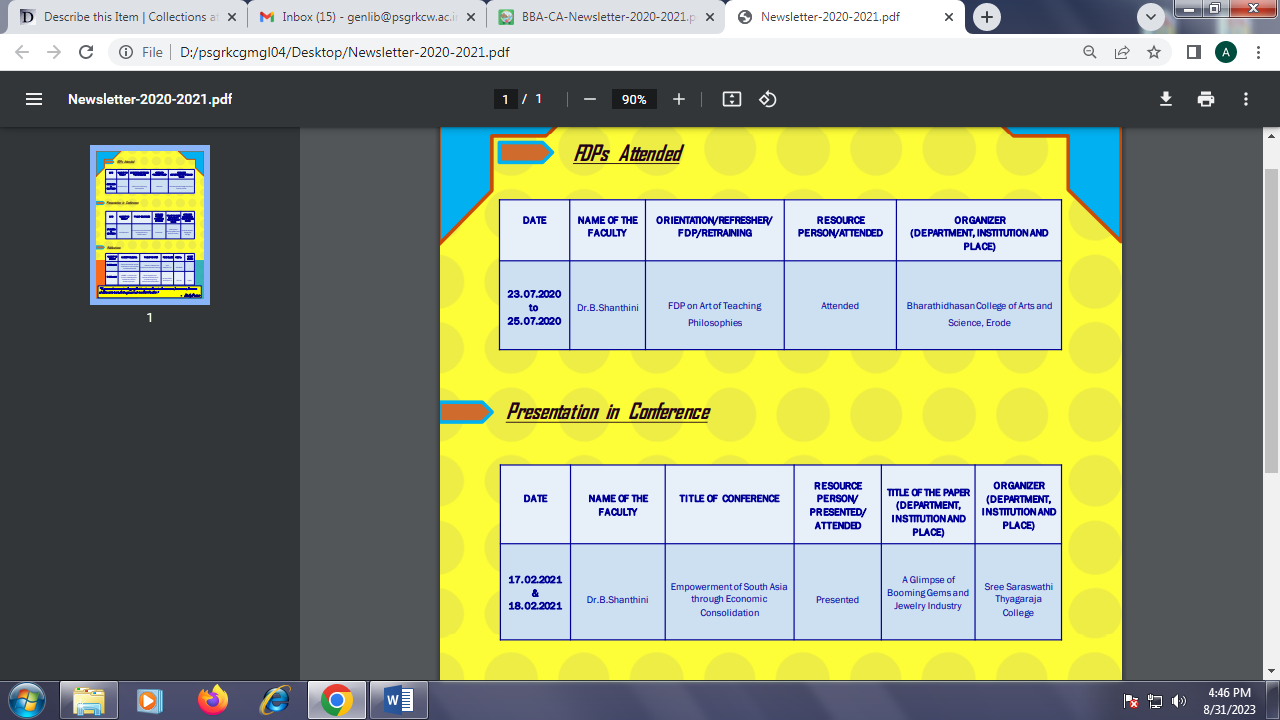 Describe this Item | Collections a
Inbox (15) - genlib@psgrkcw.ac.i
BBA-CA-Newsletter-2020-2021.p
Newsletter-2020-2021.pdf
File
D:/psgrkcgmgl04/Desktop/Newsletter-2020-2021.pdf
A
Newsletter-2020-2021.pdf
1 / 1
90%
1
FDPs Attended
DATE
NAME OF THE
FACULTY
ORIENTATION/REFRESHER/
FDP/RETRAINING
RESOURCE
PERSON/ATTENDED
ORGANIZER
(DEPARTMENT, INSTITUTION AND
PLACE)
23.07.2020
to
25.07.2020
Dr.B.Shanthini
FDP on Art of Teaching
Philosophies
Attended
Bharathidhasan College of Arts and
Science, Erode
Presentation in Conference
DATE
NAME OF THE
FACULTY
TITLE OF CONFERENCE
RESOURCE
PERSON/
PRESENTED/
ATTENDED
TITLE OF THE PAPER
(DEPARTMENT,
INSTITUTION AND
PLACE)
ORGANIZER
(DEPARTMENT,
INSTITUTION AND
PLACE)
17.02.2021
&
18.02.2021
Dr.B.Shanthini
Empowerment of South Asia
through Economic
Consolidation
Presented
A Glimpse of
Booming Gems and
Jewelry Industry
Sree Saraswathi
Thyagaraja
College
4:46 PM
8/31/2023